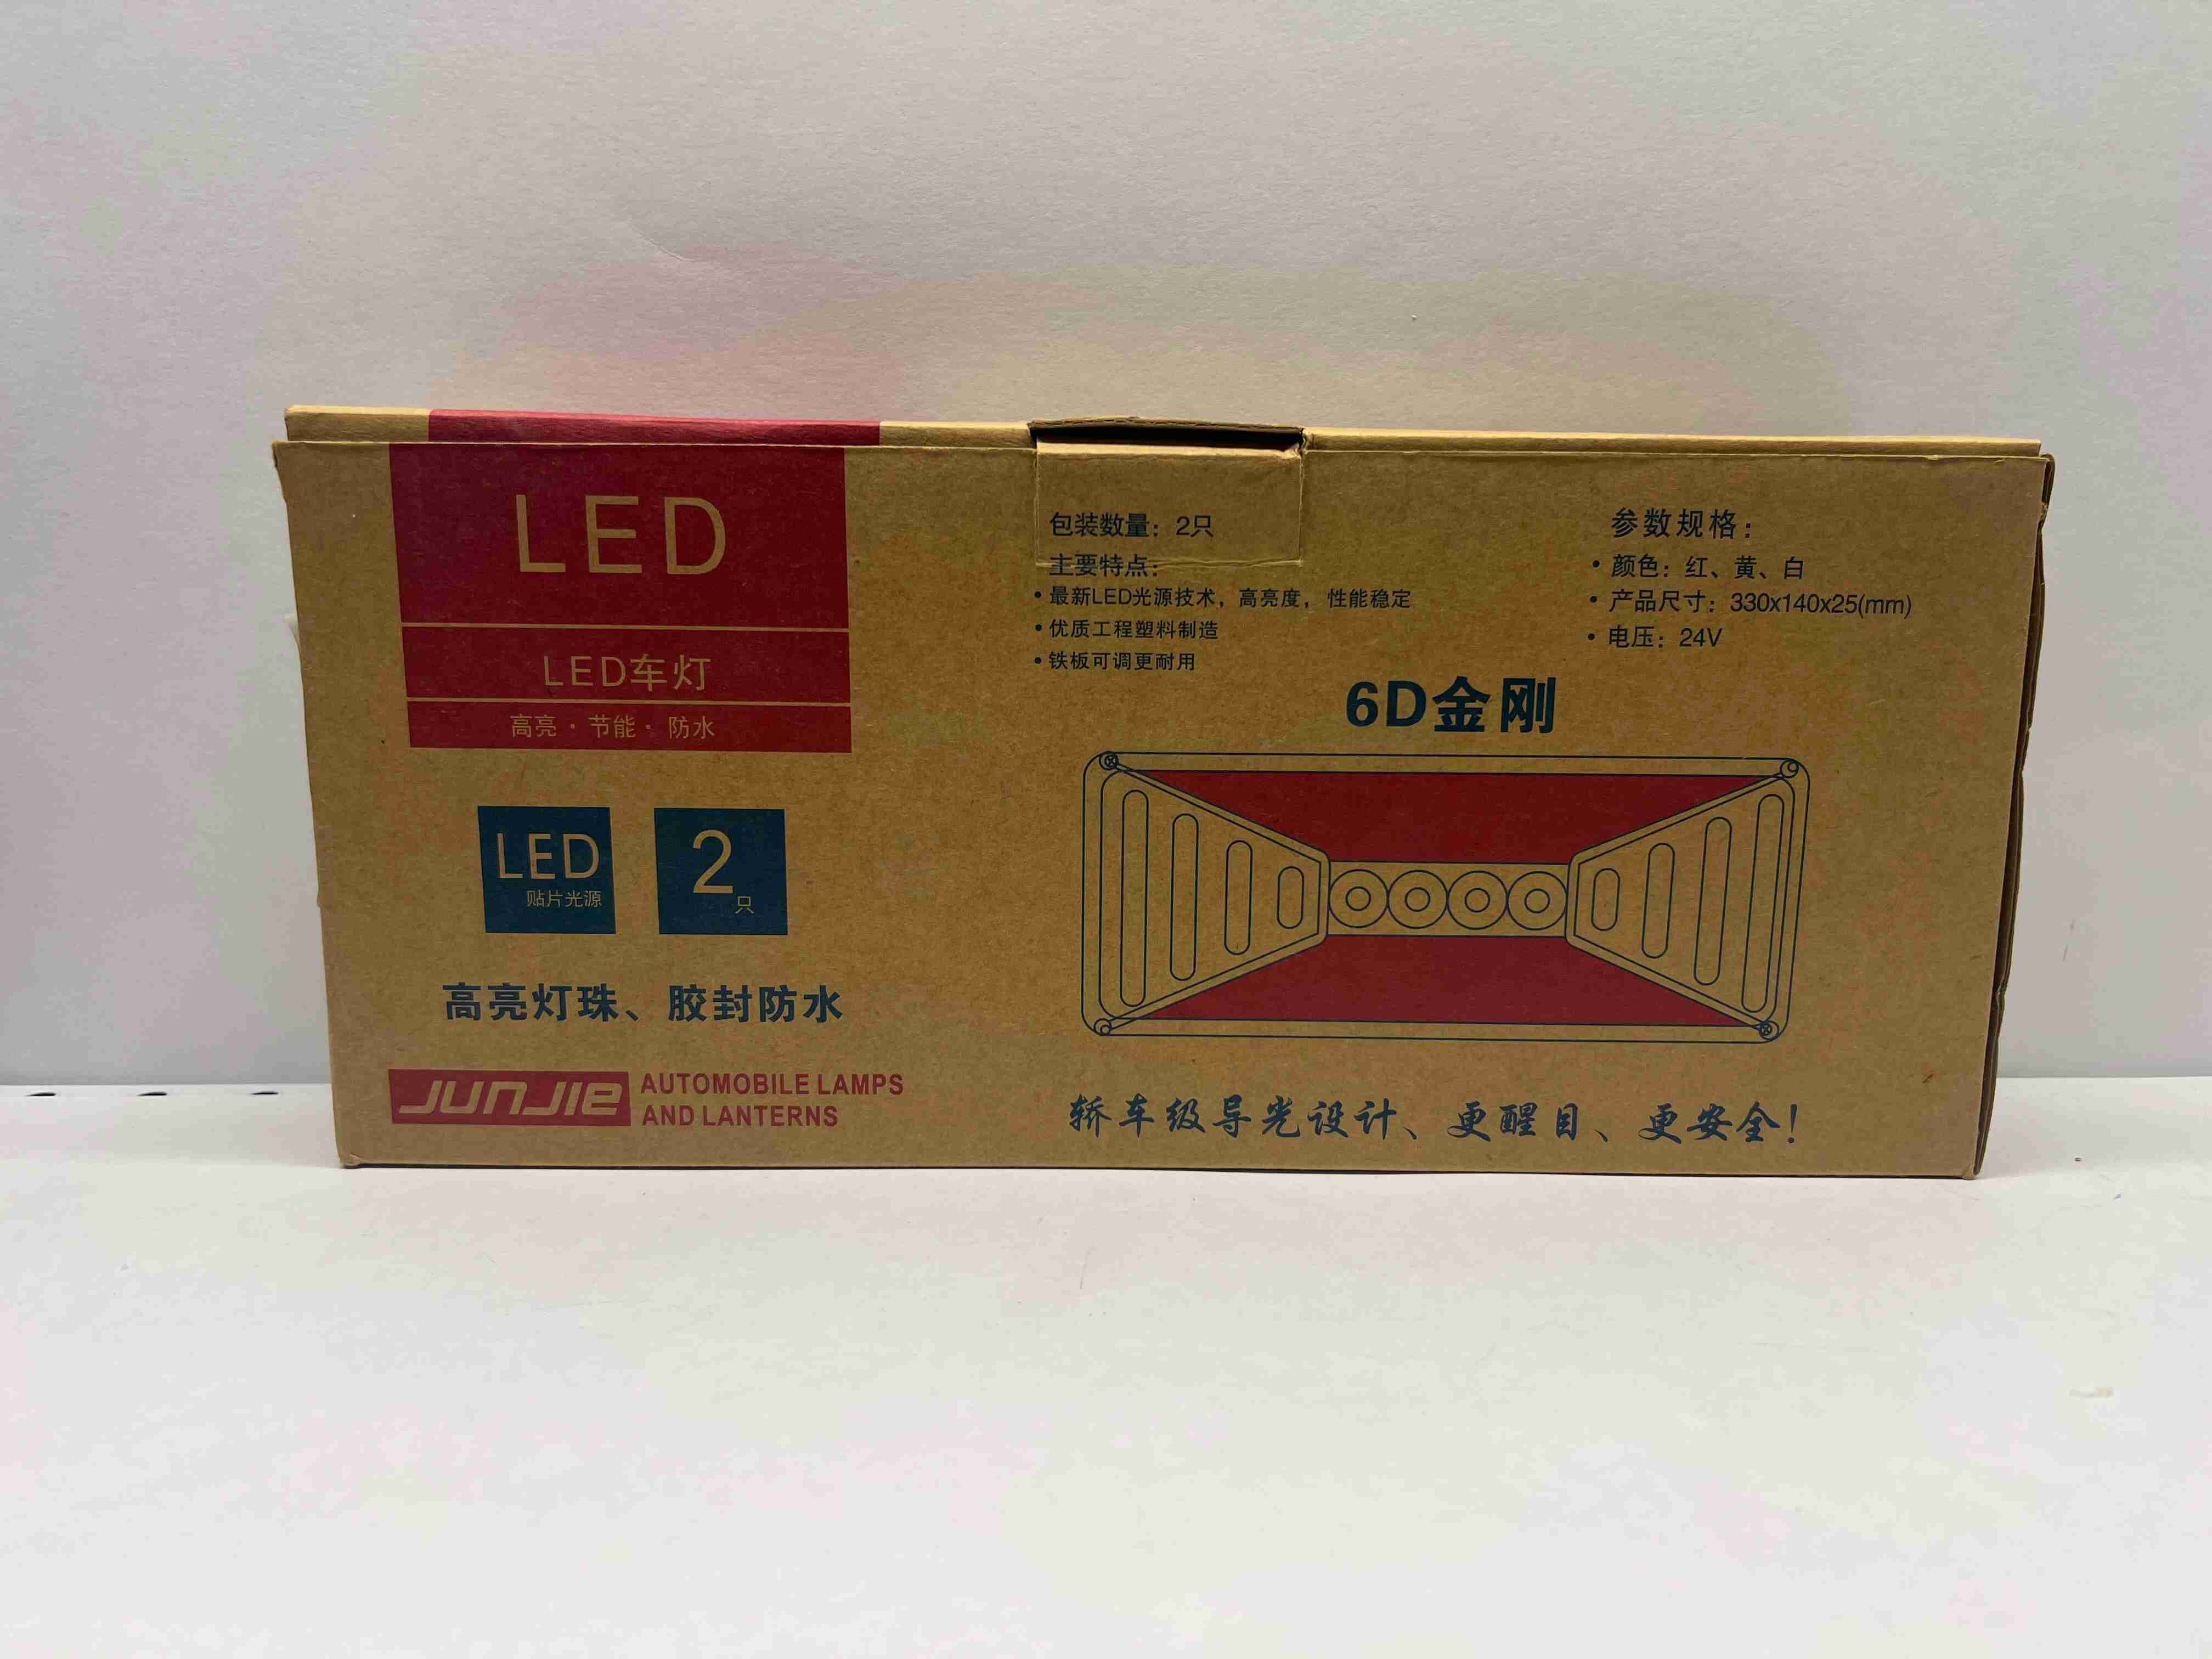 LED
LED车灯
高亮·节能·防水
LED
贴片光源
2只
高亮灯珠、胶封防水
JUNJIE
AUTOMOBILE LAMPS
AND LANTERNS
包装数量：2只
主要特点：
• 最新LED光源技术，高亮度，性能稳定
• 优质工程塑料制造
• 铁板可调更耐用
参数规格：
• 颜色：红、黄、白
• 产品尺寸：330x140x25(mm)
• 电压：24V
6D金刚
轿车级导光设计、更醒目、更安全！